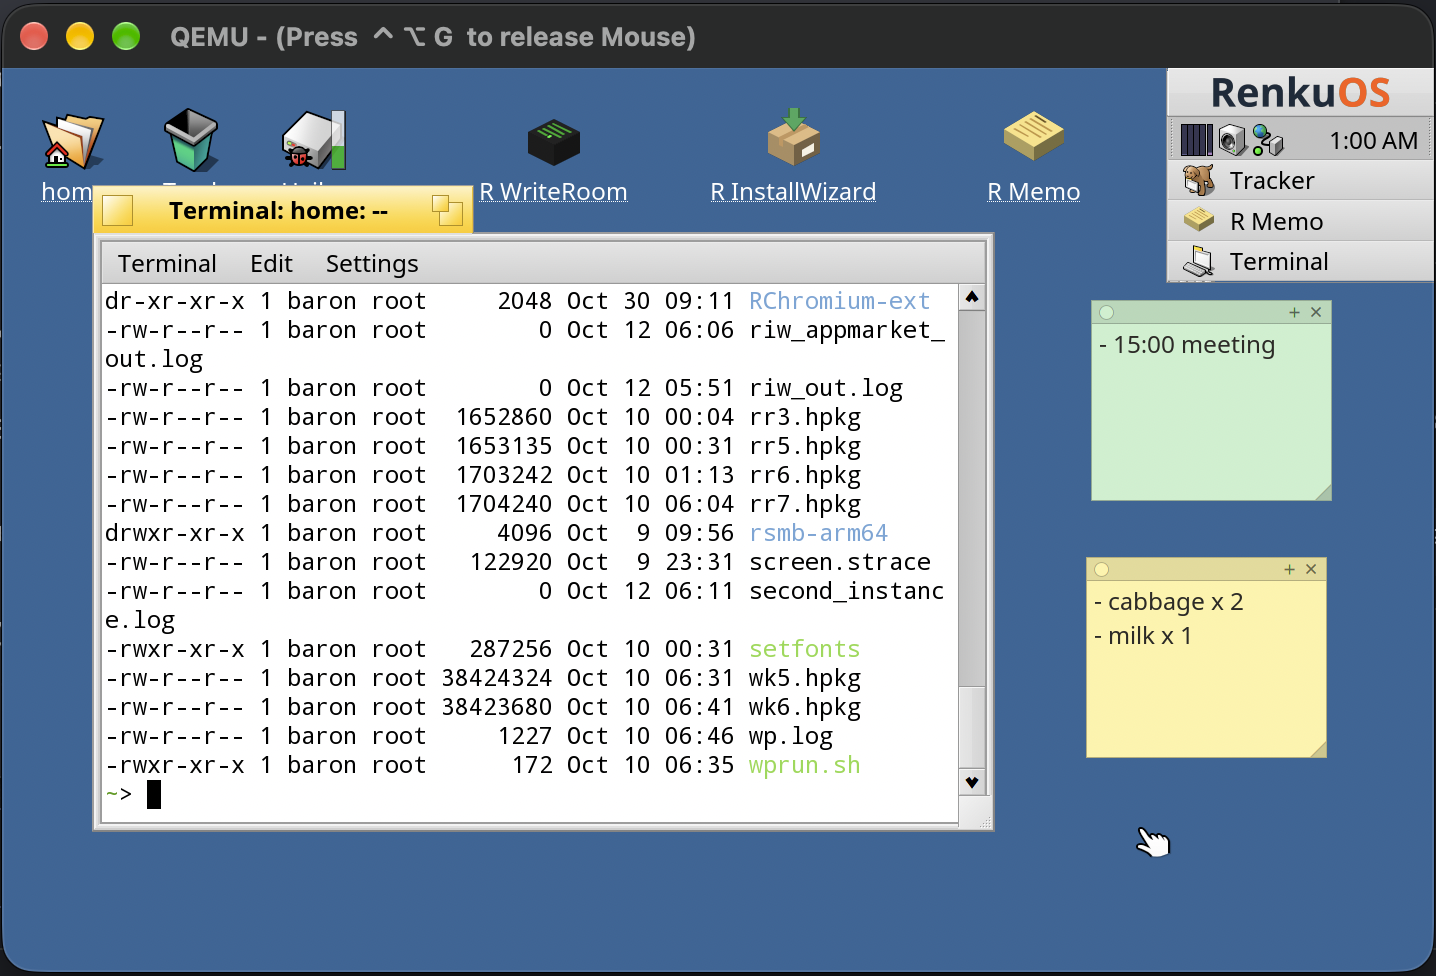 QEMU - (Press ⌃ ⌥ G to release Mouse)
RenkuOS
1:00 AM
Tracker
R Memo
Terminal
R WriteRoom
R InstallWizard
R Memo
Terminal: home: --
Terminal Edit Settings
dr-xr-xr-x 1 baron root 2048 Oct 30 09:11 RChromium-ext
-rw-r--r-- 1 baron root 0 Oct 12 06:06 riw_appmarket_
out.log
-rw-r--r-- 1 baron root 0 Oct 12 05:51 riw_out.log
-rw-r--r-- 1 baron root 1652860 Oct 10 00:04 rr3.hpkg
-rw-r--r-- 1 baron root 1653135 Oct 10 00:31 rr5.hpkg
-rw-r--r-- 1 baron root 1703242 Oct 10 01:13 rr6.hpkg
-rw-r--r-- 1 baron root 1704240 Oct 10 06:04 rr7.hpkg
drwxr-xr-x 1 baron root 4096 Oct 9 09:56 rsmb-arm64
-rw-r--r-- 1 baron root 122920 Oct 9 23:31 screen.strace
-rw-r--r-- 1 baron root 0 Oct 12 06:11 second_instanc
e.log
-rwxr-xr-x 1 baron root 287256 Oct 10 00:31 setfonts
-rw-r--r-- 1 baron root 38424324 Oct 10 06:31 wk5.hpkg
-rw-r--r-- 1 baron root 38423680 Oct 10 06:41 wk6.hpkg
-rw-r--r-- 1 baron root 1227 Oct 10 06:46 wp.log
-rwxr-xr-x 1 baron root 172 Oct 10 06:35 wprun.sh
~>
- 15:00 meeting
- cabbage x 2
- milk x 1